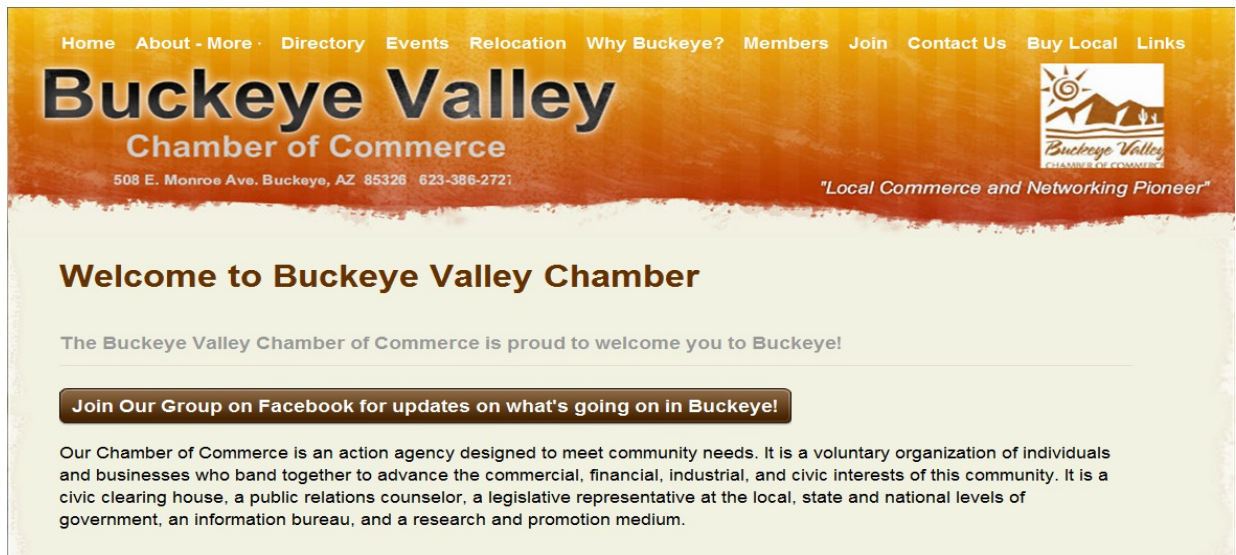 Home About - More · Directory Events Relocation Why Buckeye? Members Join Contact Us Buy Local Links
Buckeye Valley
Chamber of Commerce
508 E. Monroe Ave. Buckeye, AZ 85326 623-386-2727
Buckeye Valley
CHAMBER OF COMMERCE
"Local Commerce and Networking Pioneer"
Welcome to Buckeye Valley Chamber
The Buckeye Valley Chamber of Commerce is proud to welcome you to Buckeye!
Join Our Group on Facebook for updates on what's going on in Buckeye!
Our Chamber of Commerce is an action agency designed to meet community needs. It is a voluntary organization of individuals
and businesses who band together to advance the commercial, financial, industrial, and civic interests of this community. It is a
civic clearing house, a public relations counselor, a legislative representative at the local, state and national levels of
government, an information bureau, and a research and promotion medium.